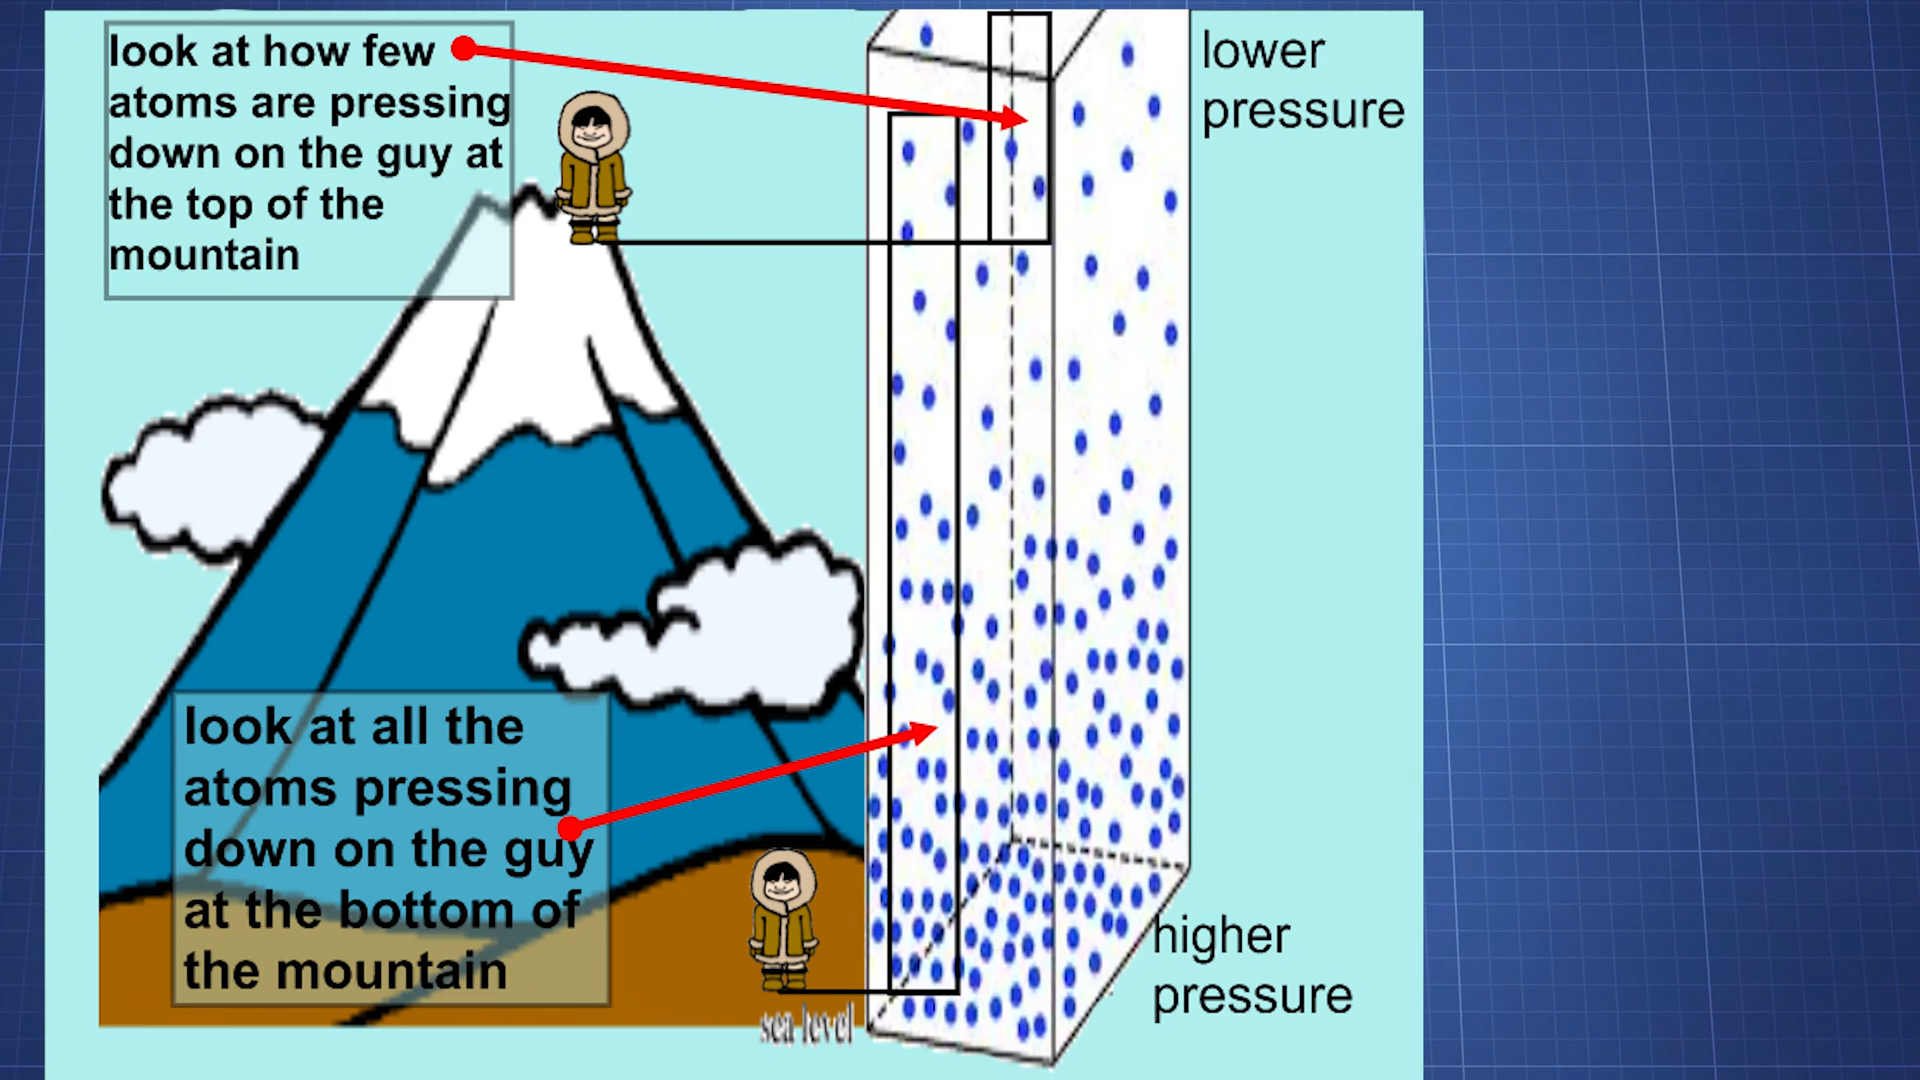 look at how few
atoms are pressing
down on the guy at
the top of the
mountain
lower
pressure
look at all the
atoms pressing
down on the guy
at the bottom of
the mountain
higher
pressure
sea level